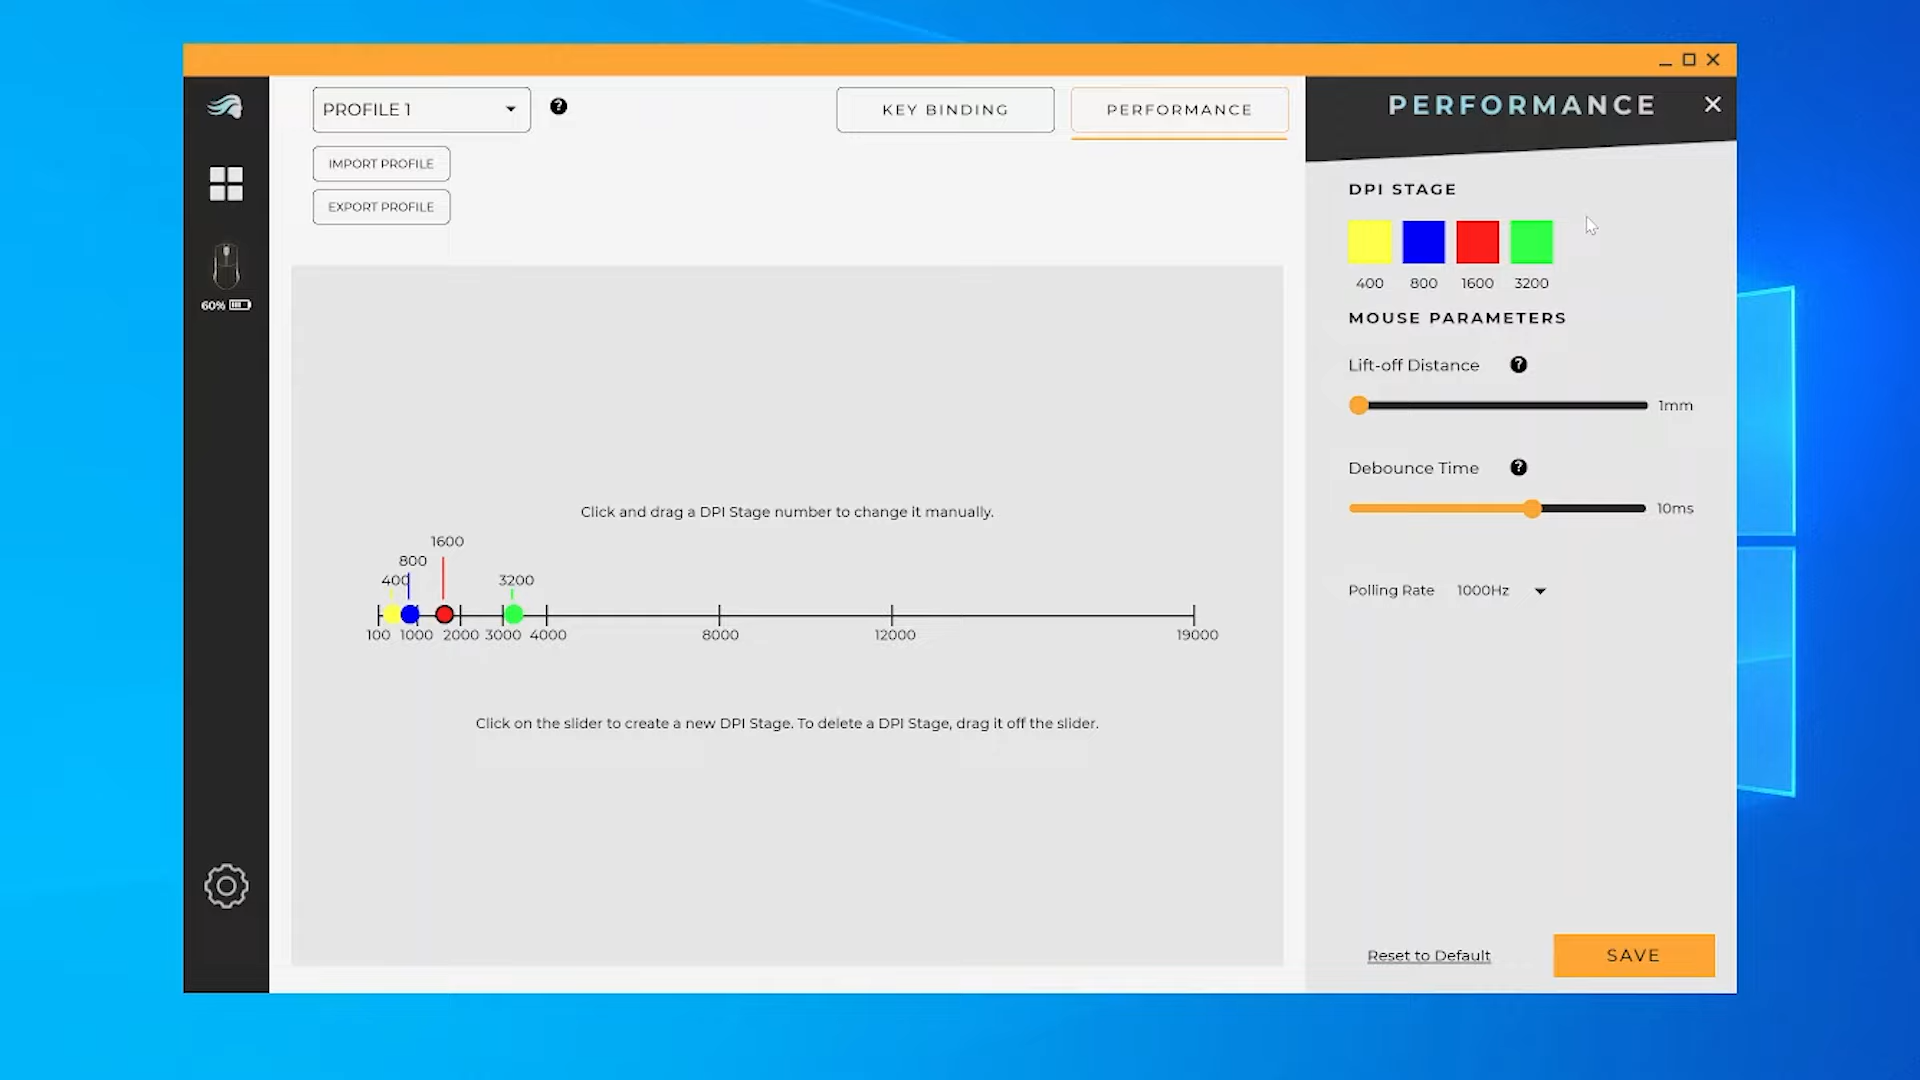 PROFILE 1
?
KEY BINDING
PERFORMANCE
IMPORT PROFILE
EXPORT PROFILE
60%
Click and drag a DPI Stage number to change it manually.
1600
800
400
3200
100 1000 2000 3000 4000 8000 12000 19000
Click on the slider to create a new DPI Stage. To delete a DPI Stage, drag it off the slider.
PERFORMANCE
DPI STAGE
400 800 1600 3200
MOUSE PARAMETERS
Lift-off Distance ?
1mm
Debounce Time ?
10ms
Polling Rate 1000Hz
Reset to Default
SAVE